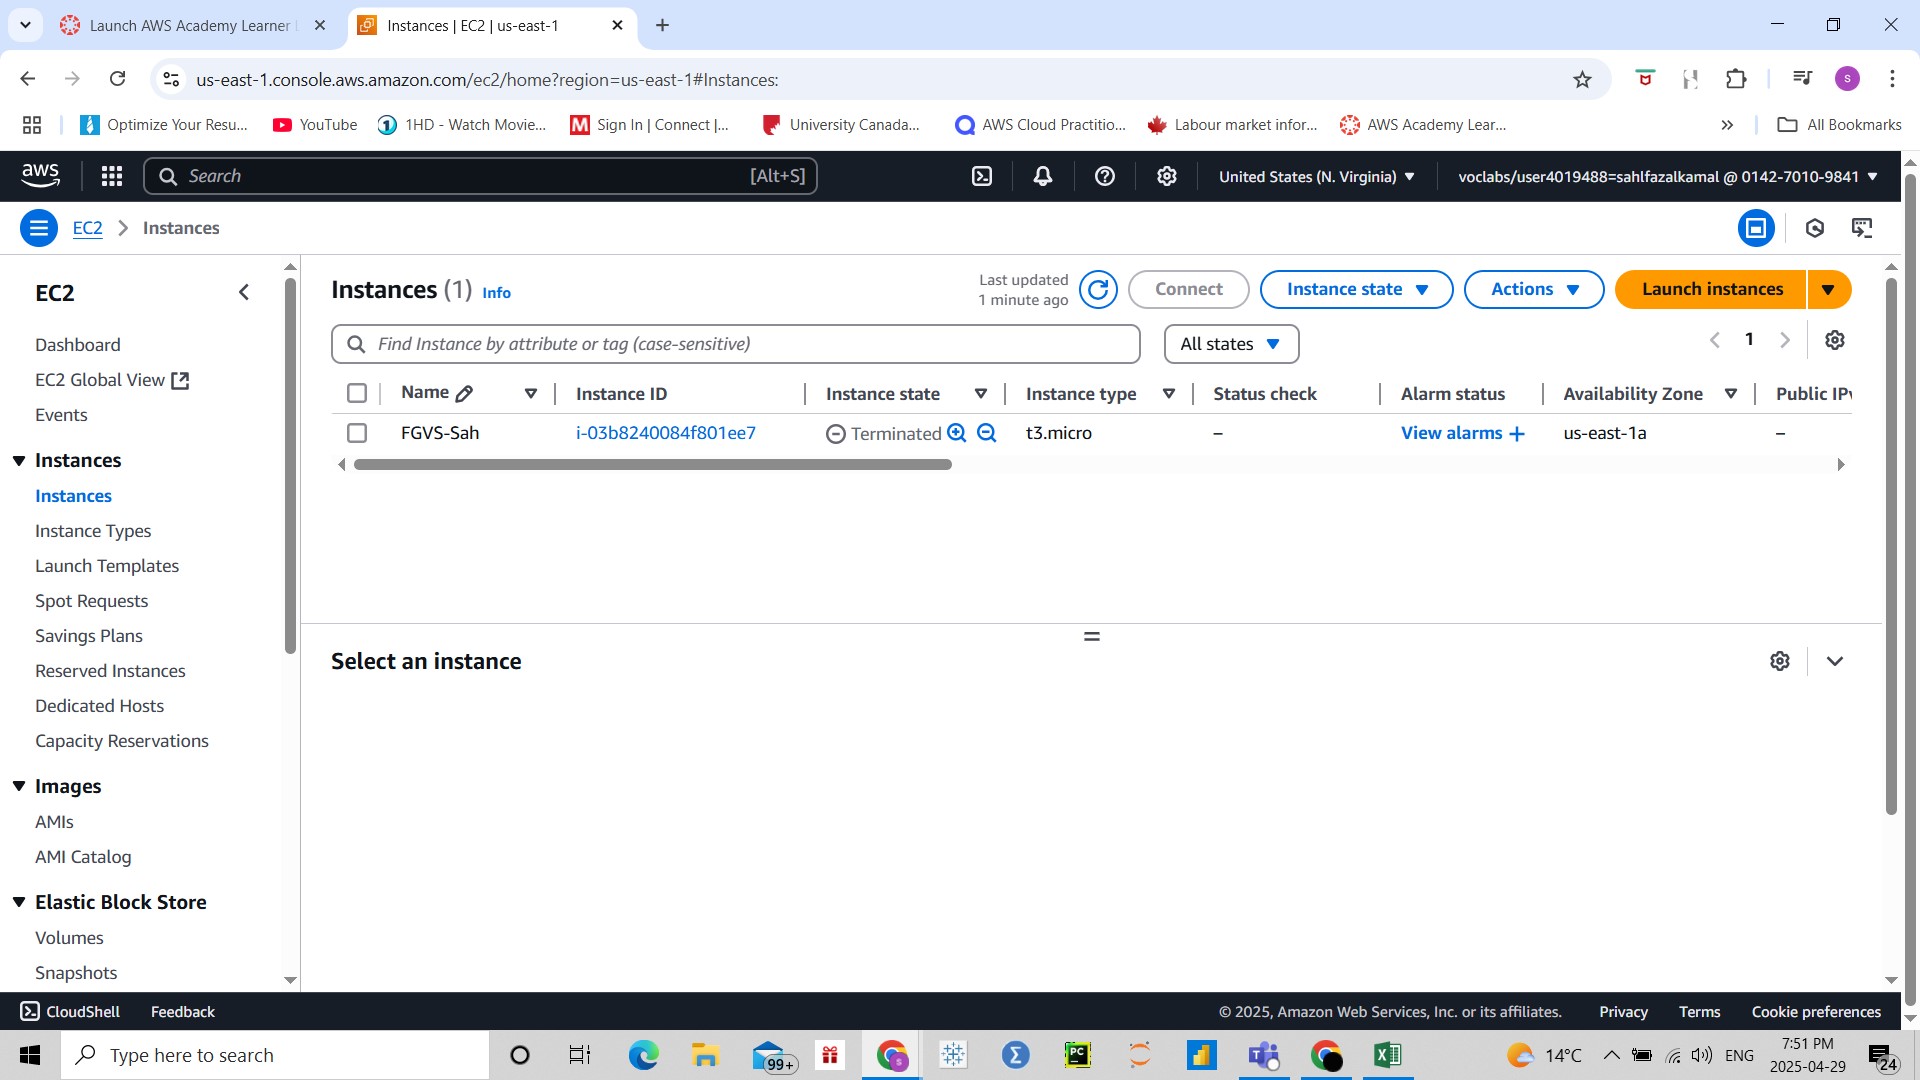 Launch AWS Academy Learner L
Instances | EC2 | us-east-1
us-east-1.console.aws.amazon.com/ec2/home?region=us-east-1#Instances:
S
Optimize Your Resu...
YouTube
1HD - Watch Movie...
Sign In | Connect |...
University Canada...
AWS Cloud Practitio...
Labour market infor...
AWS Academy Lear...
All Bookmarks
aws
Search
[Alt+S]
United States (N. Virginia)
voclabs/user4019488=sahlfazalkamal @ 0142-7010-9841
EC2
Instances
EC2
Dashboard
EC2 Global View
Events
Instances
Instances
Instance Types
Launch Templates
Spot Requests
Savings Plans
Reserved Instances
Dedicated Hosts
Capacity Reservations
Images
AMIs
AMI Catalog
Elastic Block Store
Volumes
Snapshots
Instances (1) Info
Last updated
1 minute ago
Connect
Instance state
Actions
Launch instances
Find Instance by attribute or tag (case-sensitive)
All states
1
Name Instance ID Instance state Instance type Status check Alarm status Availability Zone Public IPv
FGVS-Sah i-03b8240084f801ee7 Terminated t3.micro – View alarms + us-east-1a –
Select an instance
CloudShell
Feedback
© 2025, Amazon Web Services, Inc. or its affiliates.
Privacy
Terms
Cookie preferences
Type here to search
99+
PC
14°C
ENG
7:51 PM
2025-04-29
24